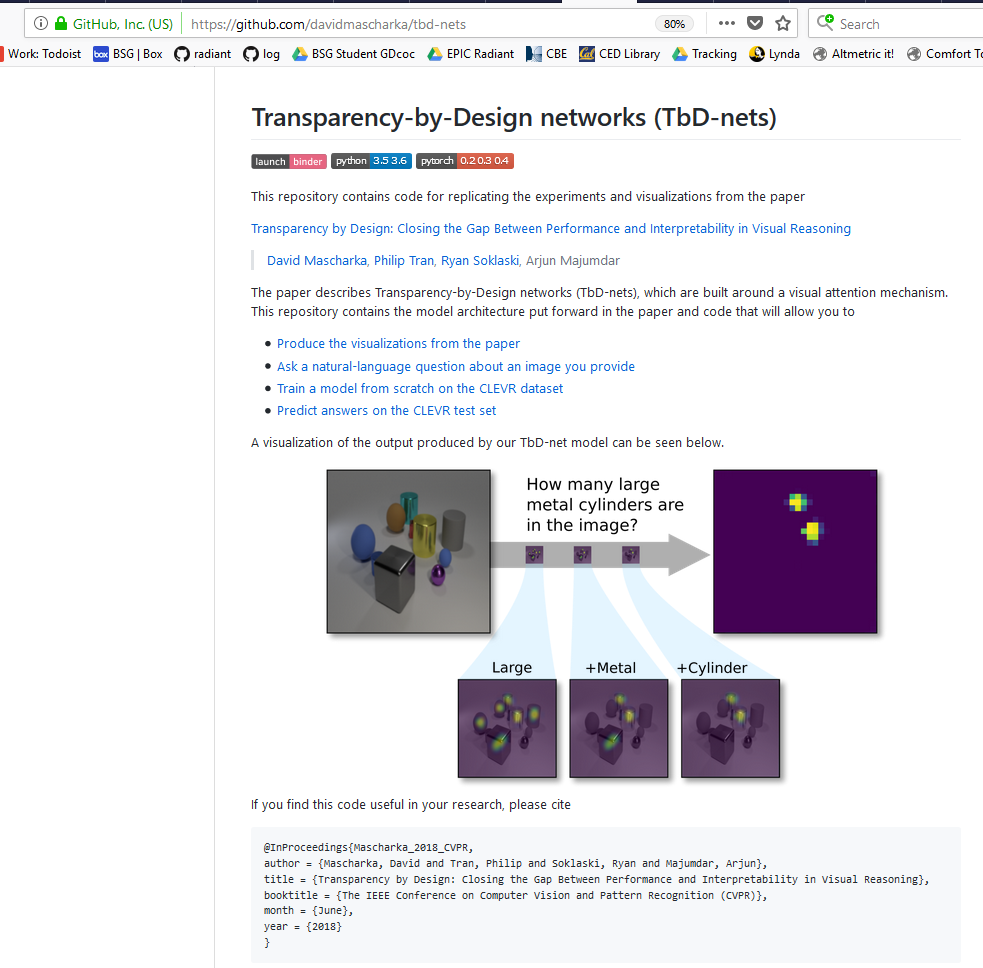 GitHub, Inc. (US) https://github.com/davidmascharka/tbd-nets 80% Search
Work: Todoist box BSG | Box radiant log BSG Student GDcoc EPIC Radiant CBE Cal CED Library Tracking Lynda Altmetric it! Comfort To
Transparency-by-Design networks (TbD-nets)
launch binder python 3.5 3.6 pytorch 0.2 0.3 0.4
This repository contains code for replicating the experiments and visualizations from the paper
Transparency by Design: Closing the Gap Between Performance and Interpretability in Visual Reasoning
David Mascharka, Philip Tran, Ryan Soklaski, Arjun Majumdar
The paper describes Transparency-by-Design networks (TbD-nets), which are built around a visual attention mechanism.
This repository contains the model architecture put forward in the paper and code that will allow you to
• Produce the visualizations from the paper
• Ask a natural-language question about an image you provide
• Train a model from scratch on the CLEVR dataset
• Predict answers on the CLEVR test set
A visualization of the output produced by our TbD-net model can be seen below.
How many large
metal cylinders are
in the image?
Large +Metal +Cylinder
If you find this code useful in your research, please cite
@InProceedings{Mascharka_2018_CVPR,
author = {Mascharka, David and Tran, Philip and Soklaski, Ryan and Majumdar, Arjun},
title = {Transparency by Design: Closing the Gap Between Performance and Interpretability in Visual Reasoning},
booktitle = {The IEEE Conference on Computer Vision and Pattern Recognition (CVPR)},
month = {June},
year = {2018}
}